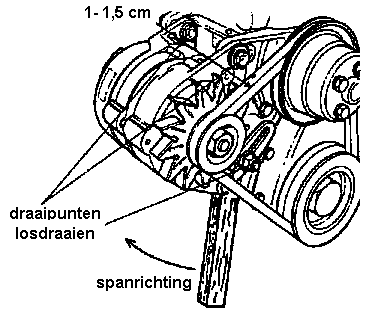 1- 1,5 cm
draaipunten
losdraaien
spanrichting